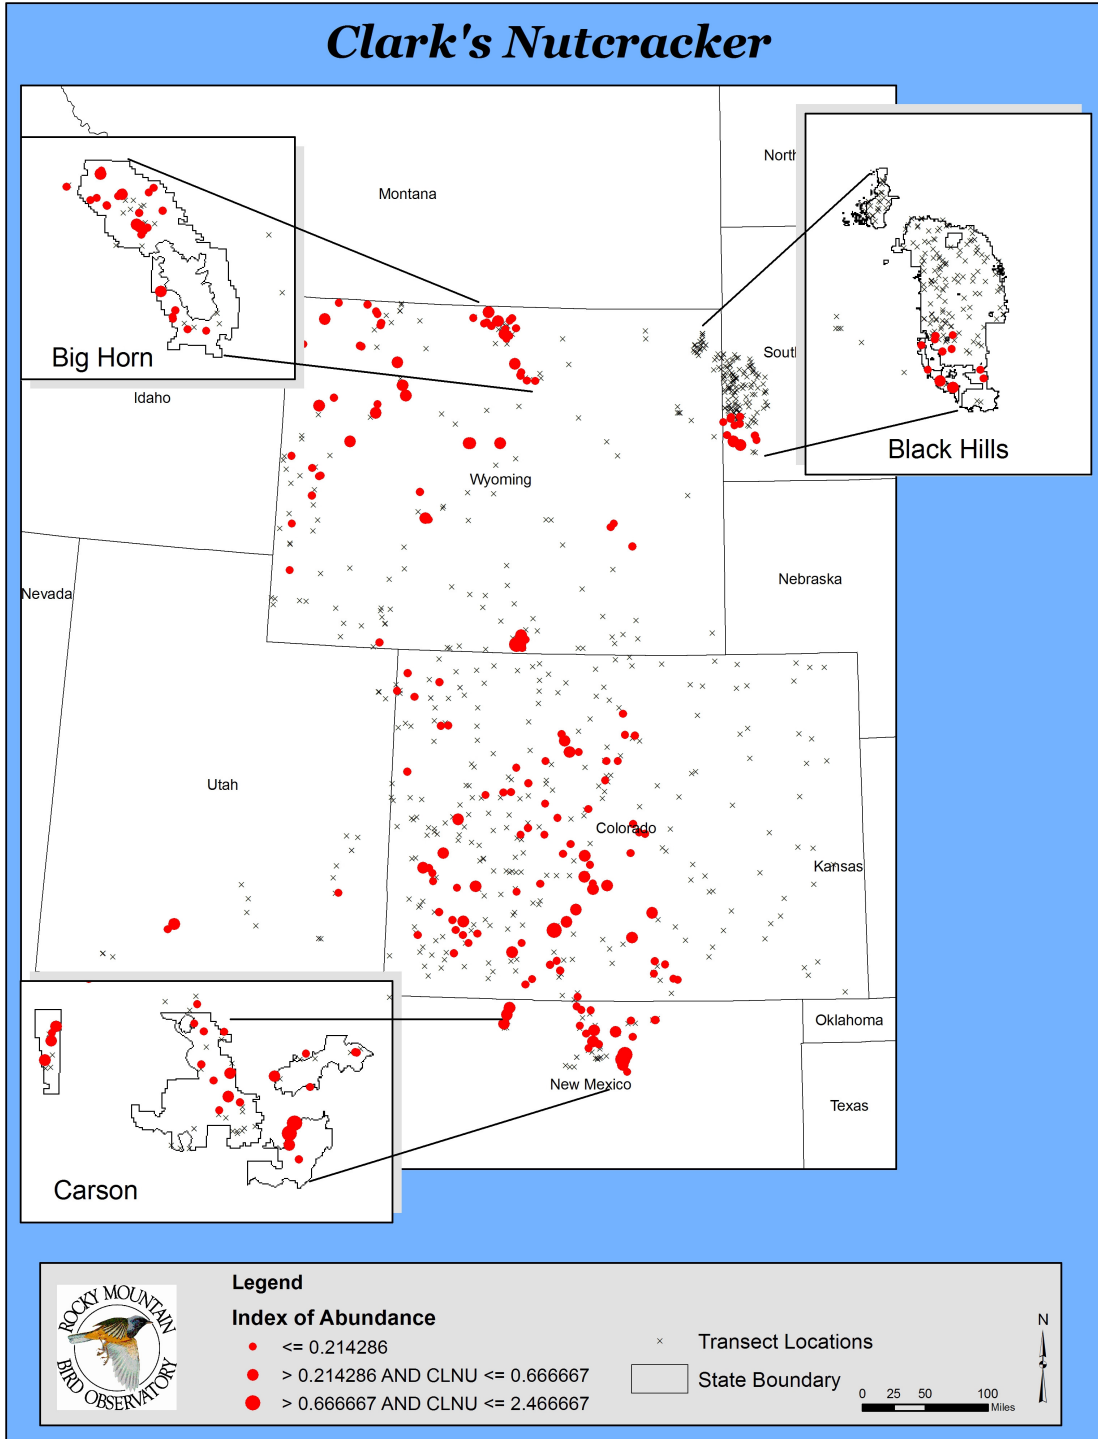 Clark's Nutcracker
Montana
North
South
Big Horn
Idaho
Black Hills
Wyoming
Nevada
Nebraska
Utah
Colorado
Kansas
Oklahoma
New Mexico
Texas
Carson
Legend
Index of Abundance
<= 0.214286
> 0.214286 AND CLNU <= 0.666667
> 0.666667 AND CLNU <= 2.466667
Transect Locations
State Boundary
ROCKY MOUNTAIN
BIRD OBSERVATORY
N
0 25 50 100
Miles